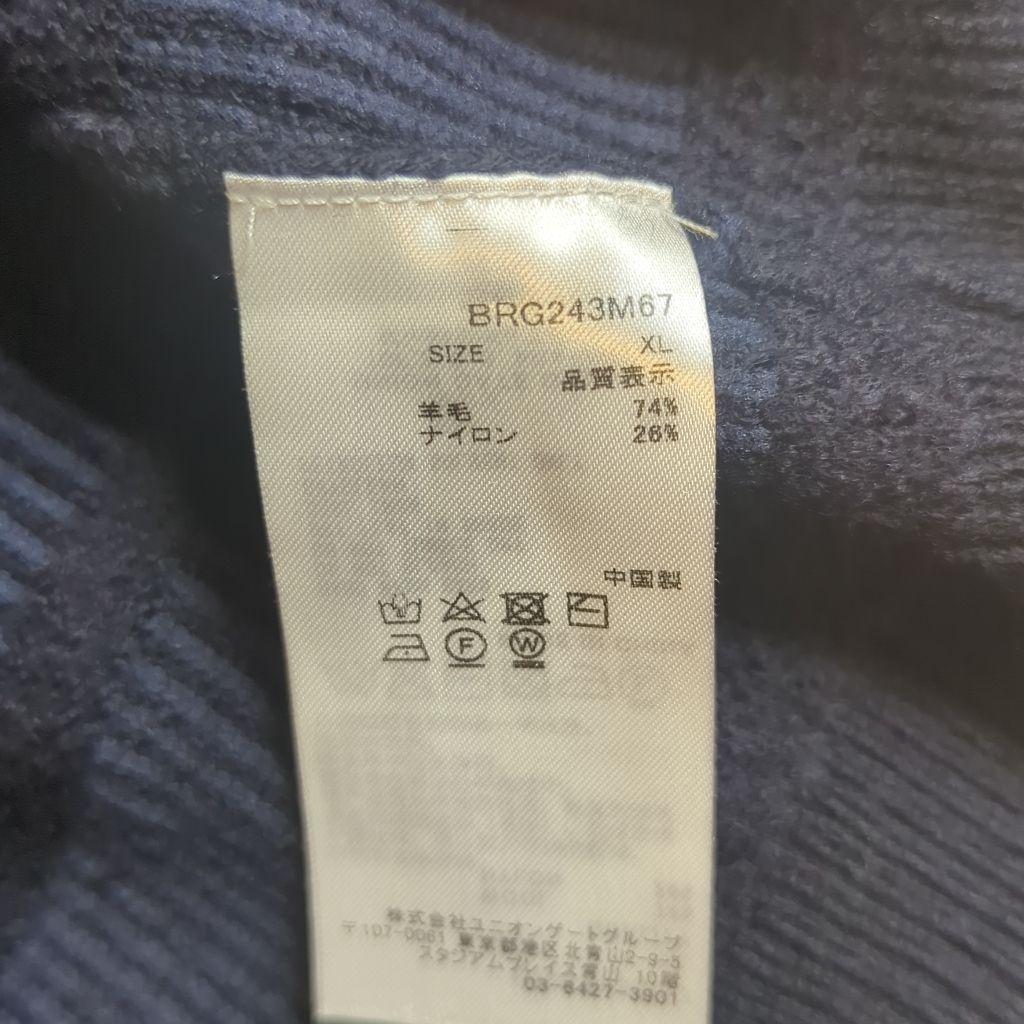 BRG243M67
SIZE XL
品質表示
羊毛 74%
ナイロン 26%
中国製
F W
株式会社ユニオンゲートグループ
〒107-0061 東京都港区北青山2-9-5
スタジアムプレイス青山 10階
03-6427-3901